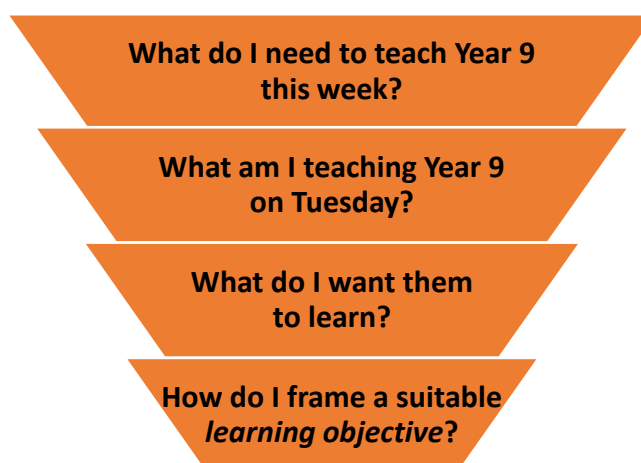 What do I need to teach Year 9
this week?
What am I teaching Year 9
on Tuesday?
What do I want them
to learn?
How do I frame a suitable
learning objective?